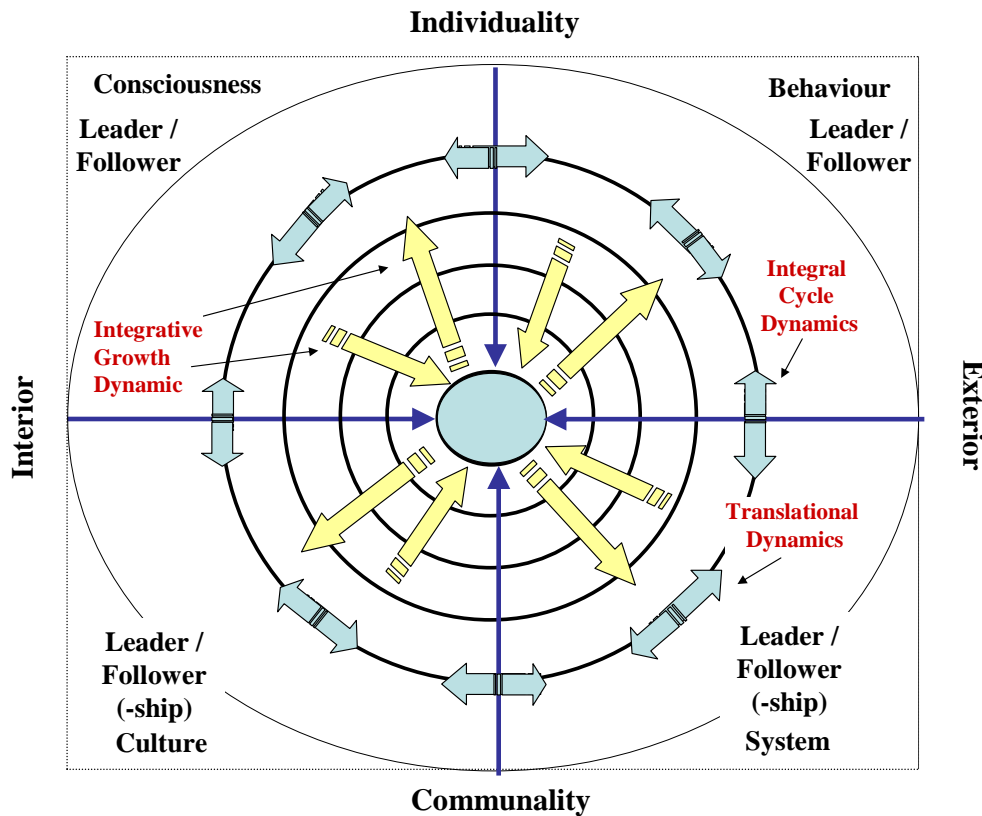 Individuality
Consciousness
Leader /
Follower
Behaviour
Leader /
Follower
Integral
Cycle
Dynamics
Integrative
Growth
Dynamic
Interior
Exterior
Translational
Dynamics
Leader /
Follower
(-ship)
Culture
Leader /
Follower
(-ship)
System
Communality